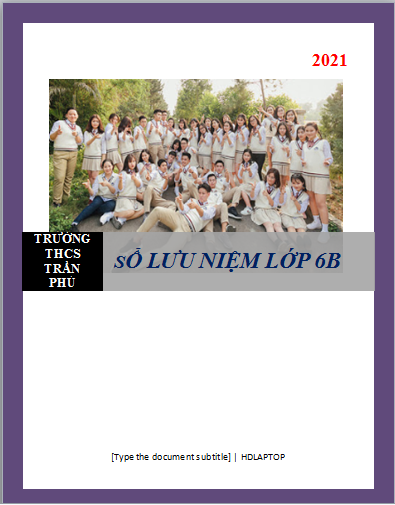 2021
TRƯỜNG
THCS
TRẦN
PHÚ
SỔ LƯU NIỆM LỚP 6B
[Type the document subtitle] | HDLAPTOP